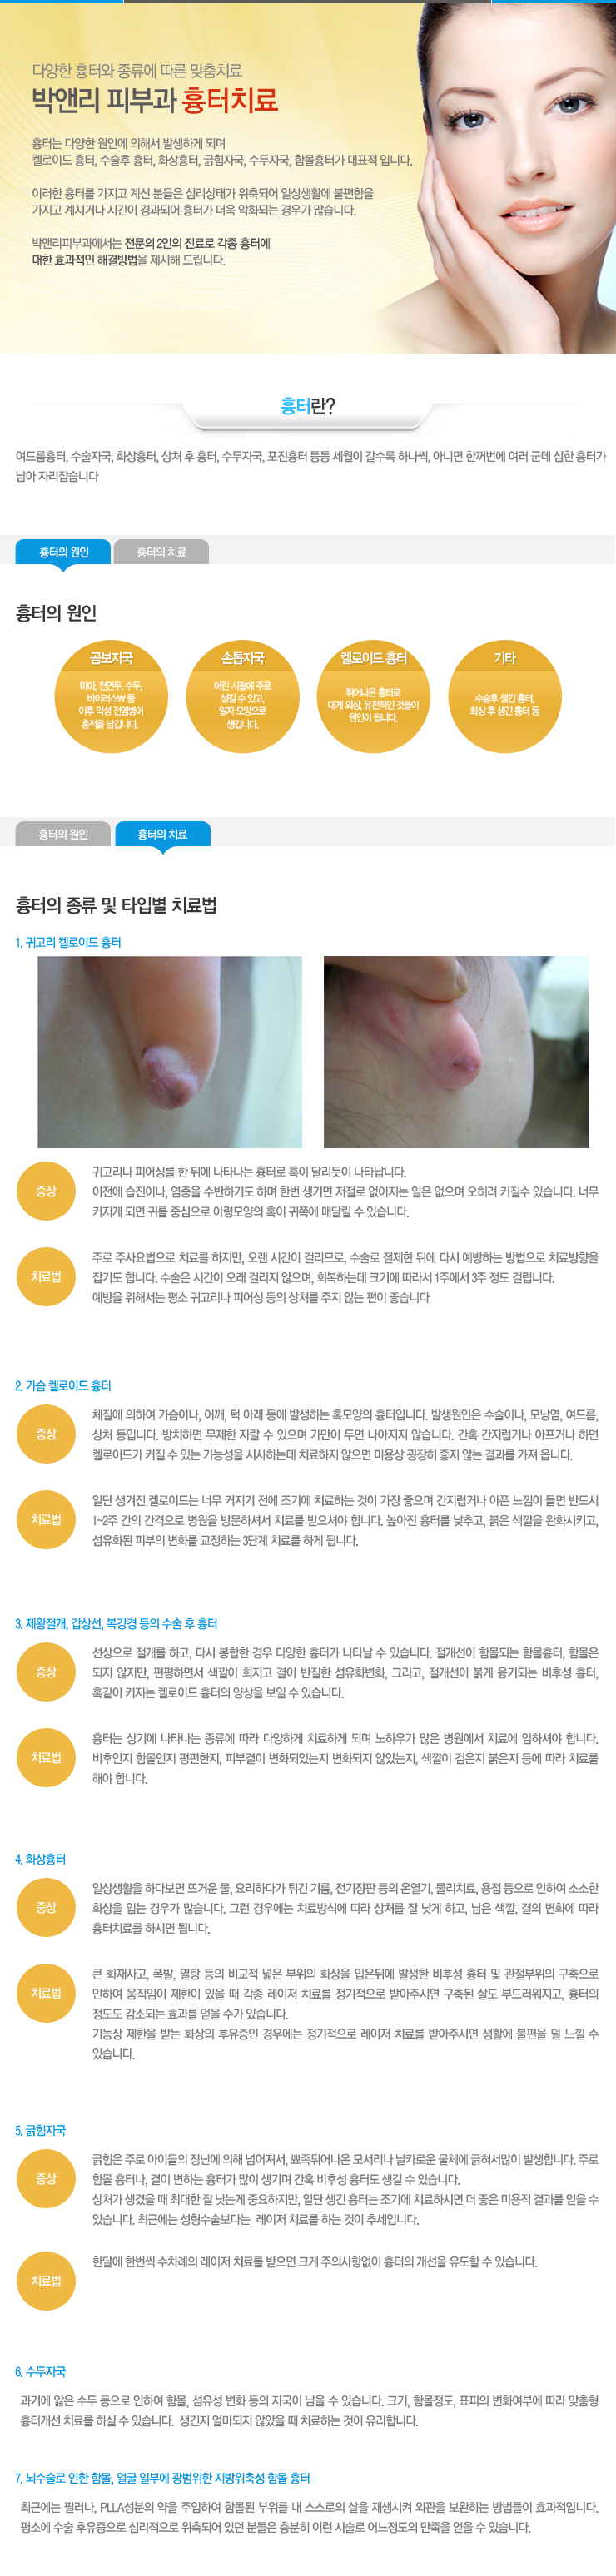 다양한 흉터와 종류에 따른 맞춤치료
박앤리 피부과 흉터치료
흉터는 다양한 원인에 의해서 발생하게 되며
켈로이드 흉터, 수술후 흉터, 화상흉터, 긁힘자국, 수두자국, 함몰흉터가 대표적 입니다.
이러한 흉터를 가지고 계신 분들은 심리상태가 위축되어 일상생활에 불편함을
가지고 계시거나 시간이 경과되어 흉터가 더욱 악화되는 경우가 많습니다.
박앤리피부과에서는 전문의 2인의 진료로 각종 흉터에
대한 효과적인 해결방법을 제시해 드립니다.
흉터란?
여드름흉터, 수술자국, 화상흉터, 상처 후 흉터, 수두자국, 포진흉터 등등 세월이 갈수록 하나씩, 아니면 한꺼번에 여러 군데 심한 흉터가
남아 자리잡습니다
흉터의 원인 흉터의 치료
흉터의 원인
곰보자국
마마, 천연두, 수두,
바이러스₩ 등
이후 악성 전염병이
흔적을 남깁니다.
손톱자국
어린 시절에 주로
생길 수 있고,
일자 모양으로
생깁니다.
켈로이드 흉터
튀어나온 흉터로
대게 외상, 유전적인 것들이
원인이 됩니다.
기타
수술후 생긴 흉터,
화상 후 생긴 흉터 등
흉터의 원인 흉터의 치료
흉터의 종류 및 타입별 치료법
1. 귀고리 켈로이드 흉터
증상
귀고리나 피어싱를 한 뒤에 나타나는 흉터로 혹이 달리듯이 나타납니다.
이전에 습진이나, 염증을 수반하기도 하며 한번 생기면 저절로 없어지는 일은 없으며 오히려 커질수 있습니다. 너무
커지게 되면 귀를 중심으로 아령모양의 혹이 귀쪽에 매달릴 수 있습니다.
치료법
주로 주사요법으로 치료를 하지만, 오랜 시간이 걸리므로, 수술로 절제한 뒤에 다시 예방하는 방법으로 치료방향을
잡기도 합니다. 수술은 시간이 오래 걸리지 않으며, 회복하는데 크기에 따라서 1주에서 3주 정도 걸립니다.
예방을 위해서는 평소 귀고리나 피어싱 등의 상처를 주지 않는 편이 좋습니다
2. 가슴 켈로이드 흉터
증상
체질에 의하여 가슴이나, 어깨, 턱 아래 등에 발생하는 혹모양의 흉터입니다. 발생원인은 수술이나, 모낭염, 여드름,
상처 등입니다. 방치하면 무제한 자랄 수 있으며 가만이 두면 나아지지 않습니다. 간혹 간지럽거나 아프거나 하면
켈로이드가 커질 수 있는 가능성을 시사하는데 치료하지 않으면 미용상 굉장히 좋지 않는 결과를 가져 옵니다.
치료법
일단 생겨진 켈로이드는 너무 커지기 전에 조기에 치료하는 것이 가장 좋으며 간지럽거나 아픈 느낌이 들면 반드시
1~2주 간의 간격으로 병원을 방문하셔서 치료를 받으셔야 합니다. 높아진 흉터를 낮추고, 붉은 색깔을 완화시키고,
섬유화된 피부의 변화를 교정하는 3단계 치료를 하게 됩니다.
3. 제왕절개, 갑상선, 복강경 등의 수술 후 흉터
증상
선상으로 절개를 하고, 다시 봉합한 경우 다양한 흉터가 나타날 수 있습니다. 절개선이 함몰되는 함몰흉터, 함몰은
되지 않지만, 편평하면서 색깔이 희지고 결이 반질한 섬유화변화, 그리고, 절개선이 붉게 융기되는 비후성 흉터,
혹같이 커지는 켈로이드 흉터의 양상을 보일 수 있습니다.
치료법
흉터는 상기에 나타나는 종류에 따라 다양하게 치료하게 되며 노하우가 많은 병원에서 치료에 임하셔야 합니다.
비후인지 함몰인지 평편한지, 피부결이 변화되었는지 변화되지 않았는지, 색깔이 검은지 붉은지 등에 따라 치료를
해야 합니다.
4. 화상흉터
증상
일상생활을 하다보면 뜨거운 물, 요리하다가 튀긴 기름, 전기장판 등의 온열기, 물리치료, 용접 등으로 인하여 소소한
화상을 입는 경우가 많습니다. 그런 경우에는 치료방식에 따라 상처를 잘 낫게 하고, 남은 색깔, 결의 변화에 따라
흉터치료를 하시면 됩니다.
치료법
큰 화재사고, 폭발, 열탕 등의 비교적 넓은 부위의 화상을 입은뒤에 발생한 비후성 흉터 및 관절부위의 구축으로
인하여 움직임이 제한이 있을 때 각종 레이저 치료를 정기적으로 받아주시면 구축된 살도 부드러워지고, 흉터의
정도도 감소되는 효과를 얻을 수가 있습니다.
기능상 제한을 받는 화상의 후유증인 경우에는 정기적으로 레이저 치료를 받아주시면 생활에 불편을 덜 느낄 수
있습니다.
5. 긁힘자국
증상
긁힘은 주로 아이들의 장난에 의해 넘어져서, 뾰족튀어나온 모서리나 날카로운 물체에 긁혀서많이 발생합니다. 주로
함몰 흉터나, 결이 변하는 흉터가 많이 생기며 간혹 비후성 흉터도 생길 수 있습니다.
상처가 생겼을 때 최대한 잘 낫는게 중요하지만, 일단 생긴 흉터는 조기에 치료하시면 더 좋은 미용적 결과를 얻을 수
있습니다. 최근에는 성형수술보다는 레이저 치료를 하는 것이 추세입니다.
치료법
한달에 한번씩 수차례의 레이저 치료를 받으면 크게 주의사항없이 흉터의 개선을 유도할 수 있습니다.
6. 수두자국
과거에 앓은 수두 등으로 인하여 함몰, 섬유성 변화 등의 자국이 남을 수 있습니다. 크기, 함몰정도, 표피의 변화여부에 따라 맞춤형
흉터개선 치료를 하실 수 있습니다. 생긴지 얼마되지 않았을 때 치료하는 것이 유리합니다.
7. 뇌수술로 인한 함몰, 얼굴 일부에 광범위한 지방위축성 함몰 흉터
최근에는 필러나, PLLA성분의 약을 주입하여 함몰된 부위를 내 스스로의 살을 재생시켜 외관을 보완하는 방법들이 효과적입니다.
평소에 수술 후유증으로 심리적으로 위축되어 있던 분들은 충분히 이런 시술로 어느정도의 만족을 얻을 수 있습니다.